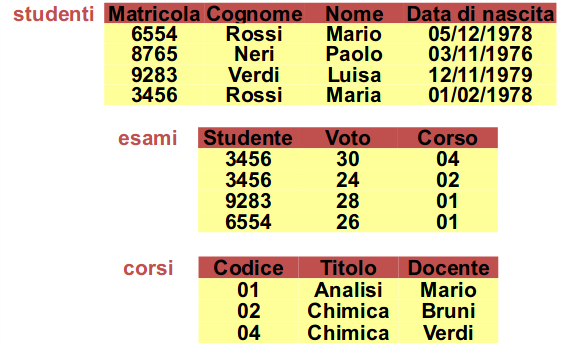 studenti Matricola Cognome Nome Data di nascita
6554 Rossi Mario 05/12/1978
8765 Neri Paolo 03/11/1976
9283 Verdi Luisa 12/11/1979
3456 Rossi Maria 01/02/1978
esami Studente Voto Corso
3456 30 04
3456 24 02
9283 28 01
6554 26 01
corsi Codice Titolo Docente
01 Analisi Mario
02 Chimica Bruni
04 Chimica Verdi